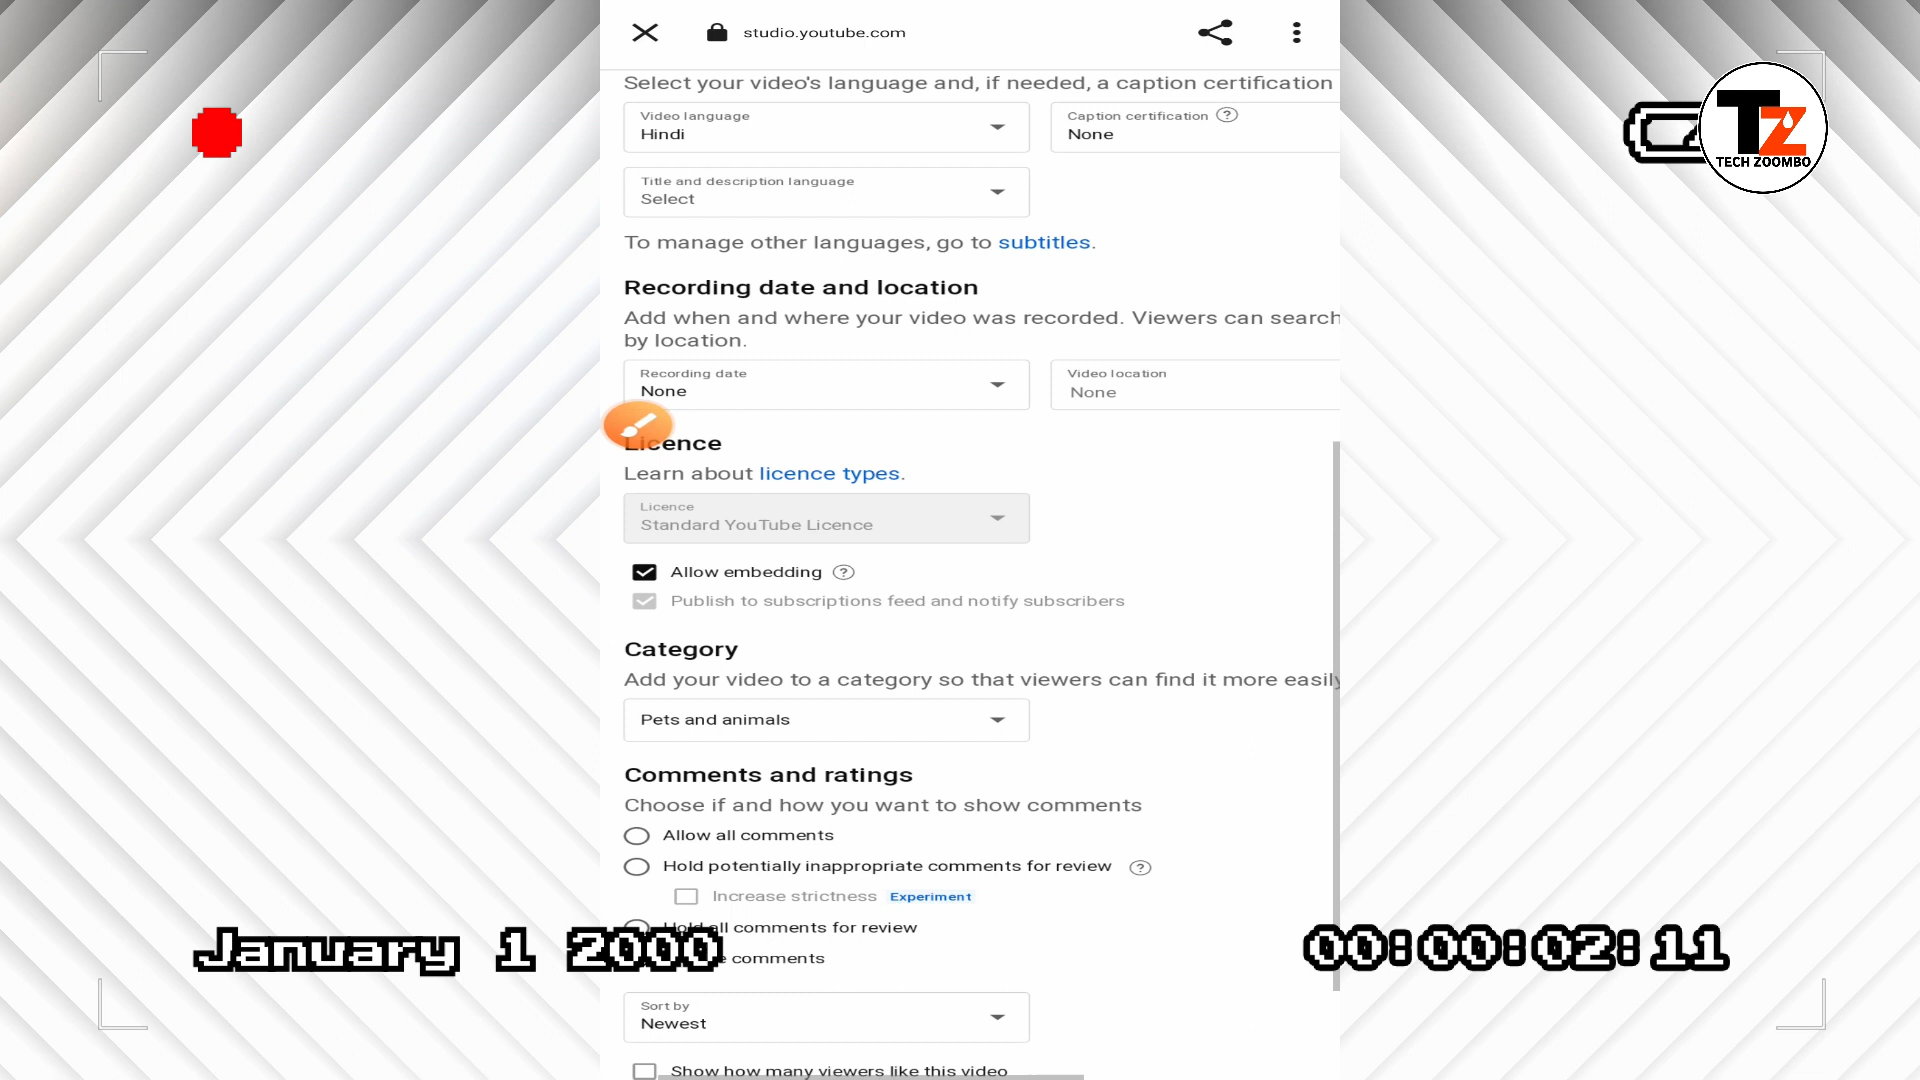 studio.youtube.com
Select your video's language and, if needed, a caption certification
Video language
Hindi
Caption certification ?
None
TZ
TECH ZOOMBO
Title and description language
Select
To manage other languages, go to subtitles.
Recording date and location
Add when and where your video was recorded. Viewers can search
by location.
Recording date
None
Video location
None
Licence
Learn about licence types.
Licence
Standard YouTube Licence
Allow embedding ?
Publish to subscriptions feed and notify subscribers
Category
Add your video to a category so that viewers can find it more easily
Pets and animals
Comments and ratings
Choose if and how you want to show comments
Allow all comments
Hold potentially inappropriate comments for review ?
Increase strictness Experiment
Hold all comments for review
comments
January 1 2000
00:00:02:11
Sort by
Newest
Show how many viewers like this video